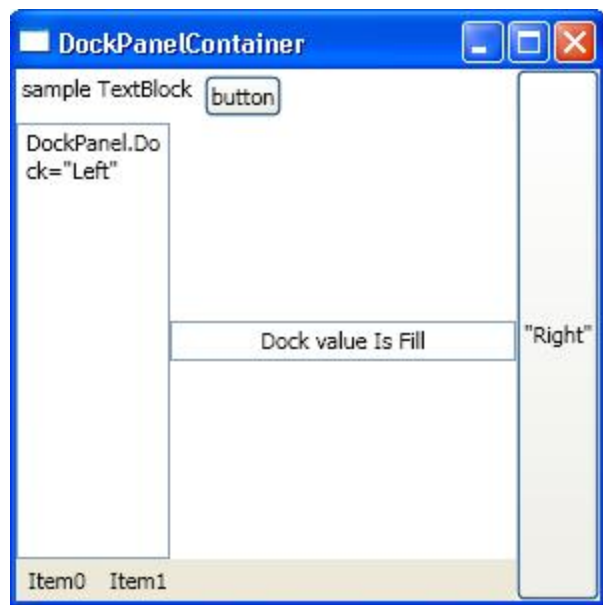 DockPanelContainer
sample TextBlock button
DockPanel.Do
ck="Left"
Dock value Is Fill
"Right"
Item0 Item1